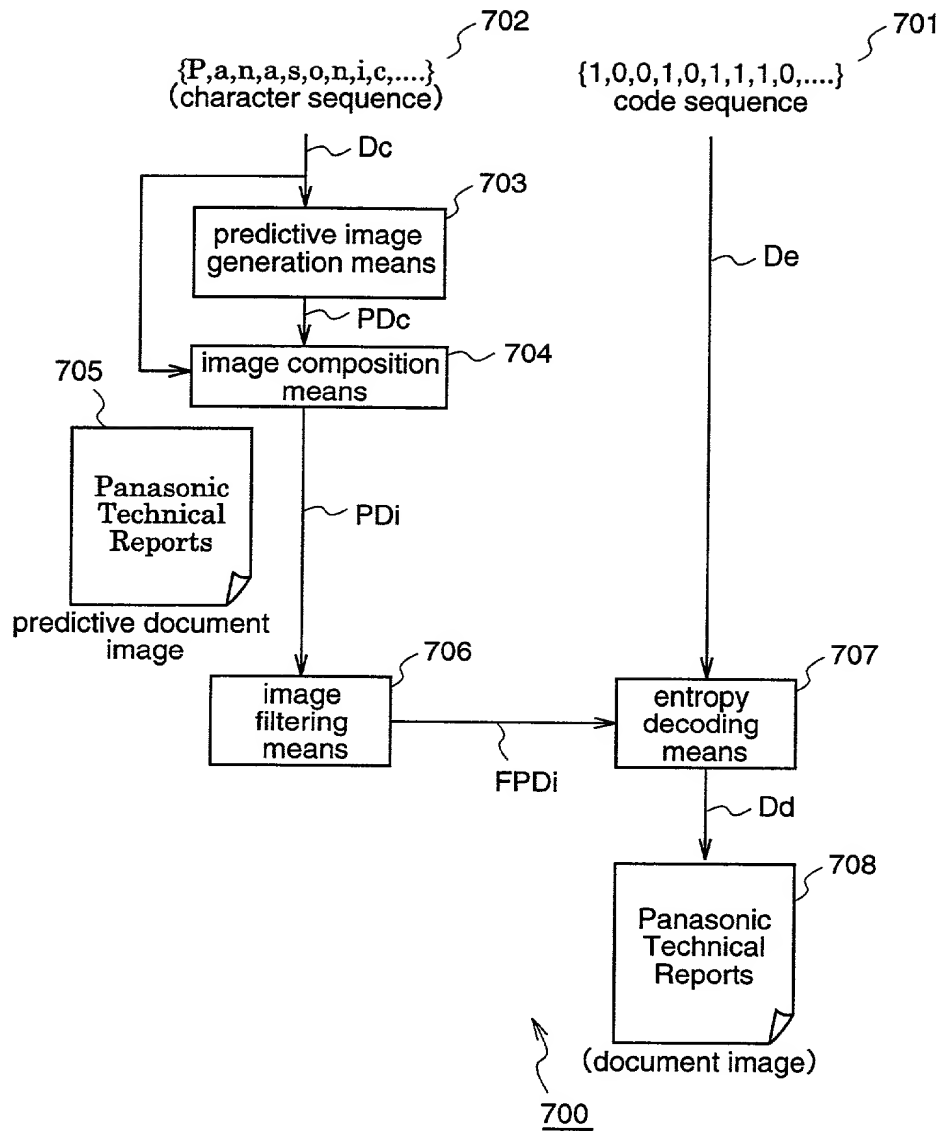 702
701
{P,a,n,a,s,o,n,i,c,....}
(character sequence)
{1,0,0,1,0,1,1,1,0,....}
code sequence
Dc
703
predictive image
generation means
De
PDc
704
image composition
means
705
Panasonic
Technical
Reports
PDi
predictive document
image
706
image
filtering
means
707
entropy
decoding
means
FPDi
Dd
708
Panasonic
Technical
Reports
(document image)
700